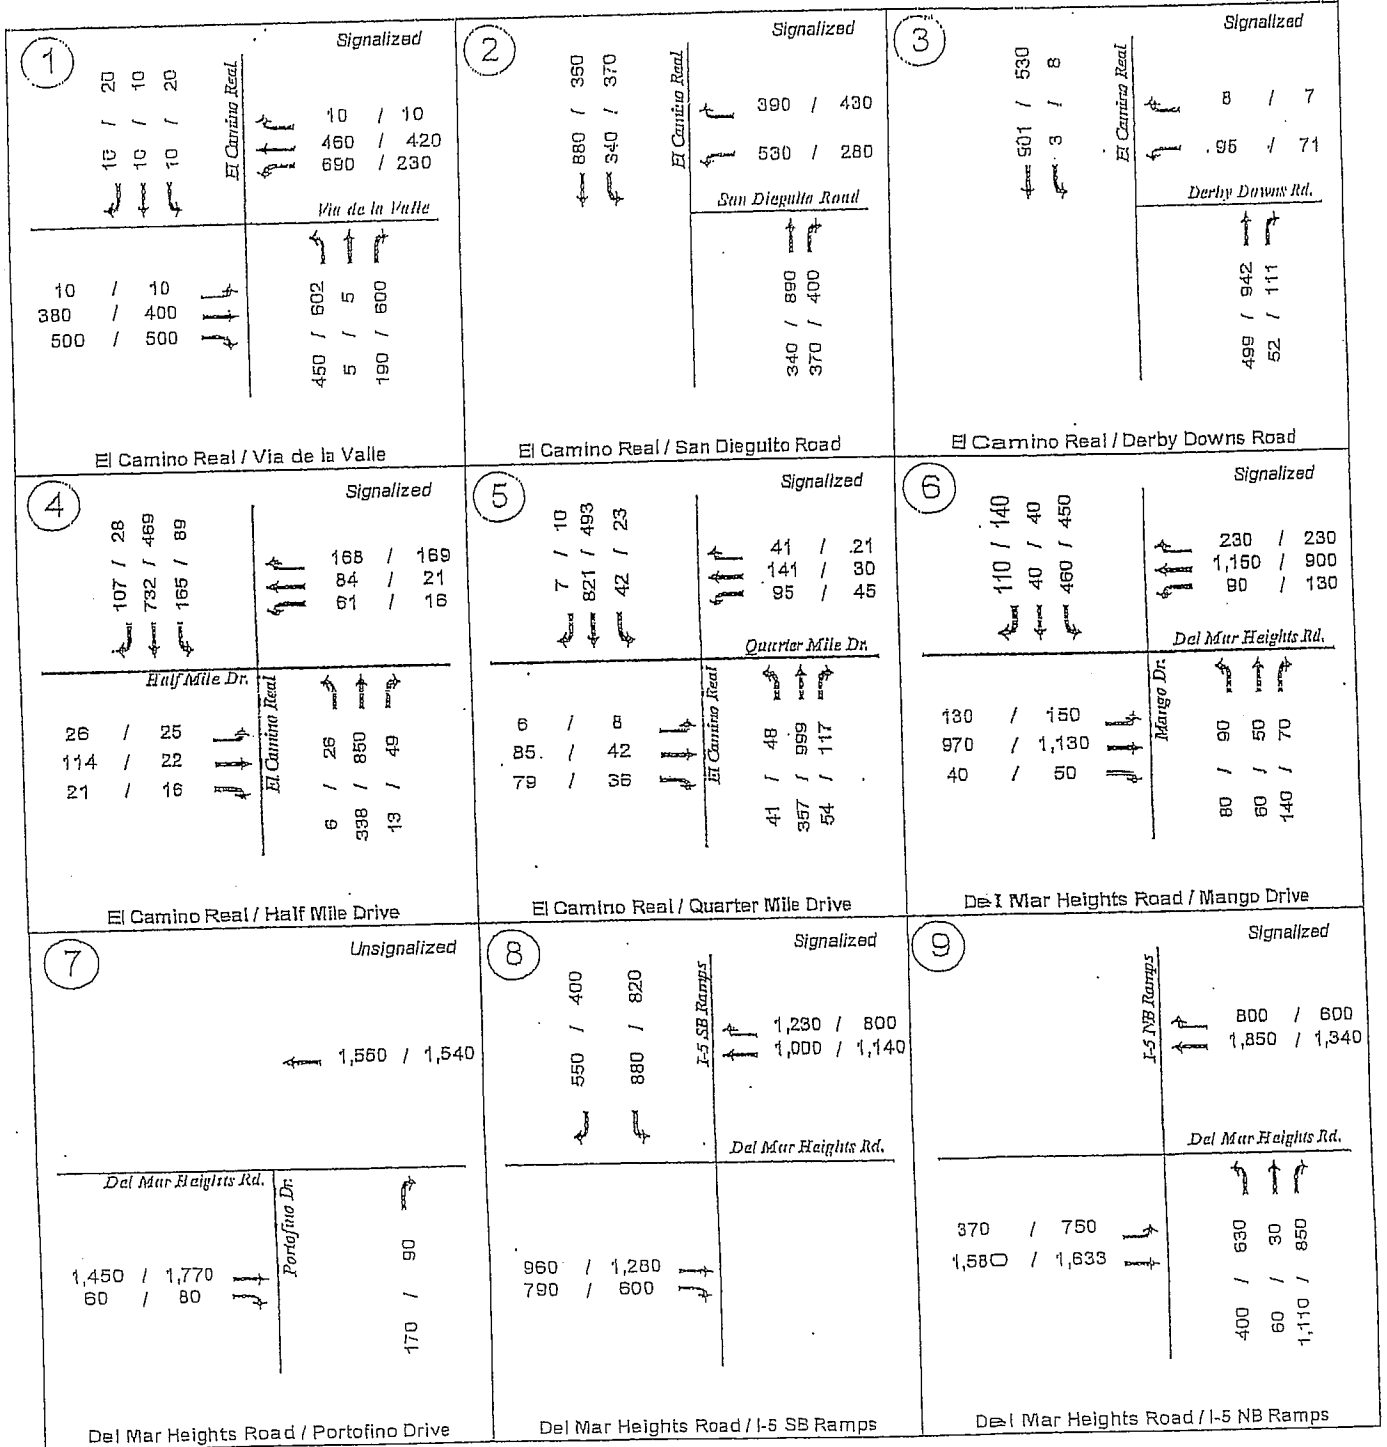 1
Signalized
10 / 20
10 / 10
10 / 20
El Camino Real
10 / 10
460 / 420
690 / 230
Via de la Valle
10 / 10
380 / 400
500 / 500
450 / 602
5 / 5
190 / 600
El Camino Real / Via de la Valle
2
Signalized
880 / 360
340 / 370
El Camino Real
390 / 430
530 / 280
San Dieguito Road
340 / 890
370 / 400
El Camino Real / San Dieguito Road
3
Signalized
901 / 530
3 / 8
El Camino Real
8 / 7
95 / 71
Derby Downs Rd.
499 / 942
52 / 111
El Camino Real / Derby Downs Road
4
Signalized
107 / 28
732 / 469
165 / 89
168 / 169
84 / 21
61 / 16
Half Mile Dr.
El Camino Real
26 / 25
114 / 22
21 / 16
6 / 26
338 / 850
13 / 49
El Camino Real / Half Mile Drive
5
Signalized
7 / 10
821 / 493
42 / 23
41 / 21
141 / 30
95 / 45
Quarter Mile Dr.
El Camino Real
6 / 8
85 / 42
79 / 36
41 / 48
357 / 999
54 / 117
El Camino Real / Quarter Mile Drive
6
Signalized
110 / 140
40 / 40
460 / 450
230 / 230
1,150 / 900
90 / 130
Del Mar Heights Rd.
Mango Dr.
130 / 150
970 / 1,130
40 / 50
80 / 90
60 / 50
140 / 70
Del Mar Heights Road / Mango Drive
7
Unsignalized
1,560 / 1,540
Del Mar Heights Rd.
Portofino Dr.
1,450 / 1,770
60 / 80
170 / 90
Del Mar Heights Road / Portofino Drive
8
Signalized
550 / 400
880 / 820
I-5 SB Ramps
1,230 / 800
1,000 / 1,140
Del Mar Heights Rd.
960 / 1,280
790 / 600
Del Mar Heights Road / I-5 SB Ramps
9
Signalized
I-5 NB Ramps
800 / 600
1,850 / 1,340
Del Mar Heights Rd.
370 / 750
1,580 / 1,633
400 / 630
60 / 30
1,110 / 850
Del Mar Heights Road / I-5 NB Ramps